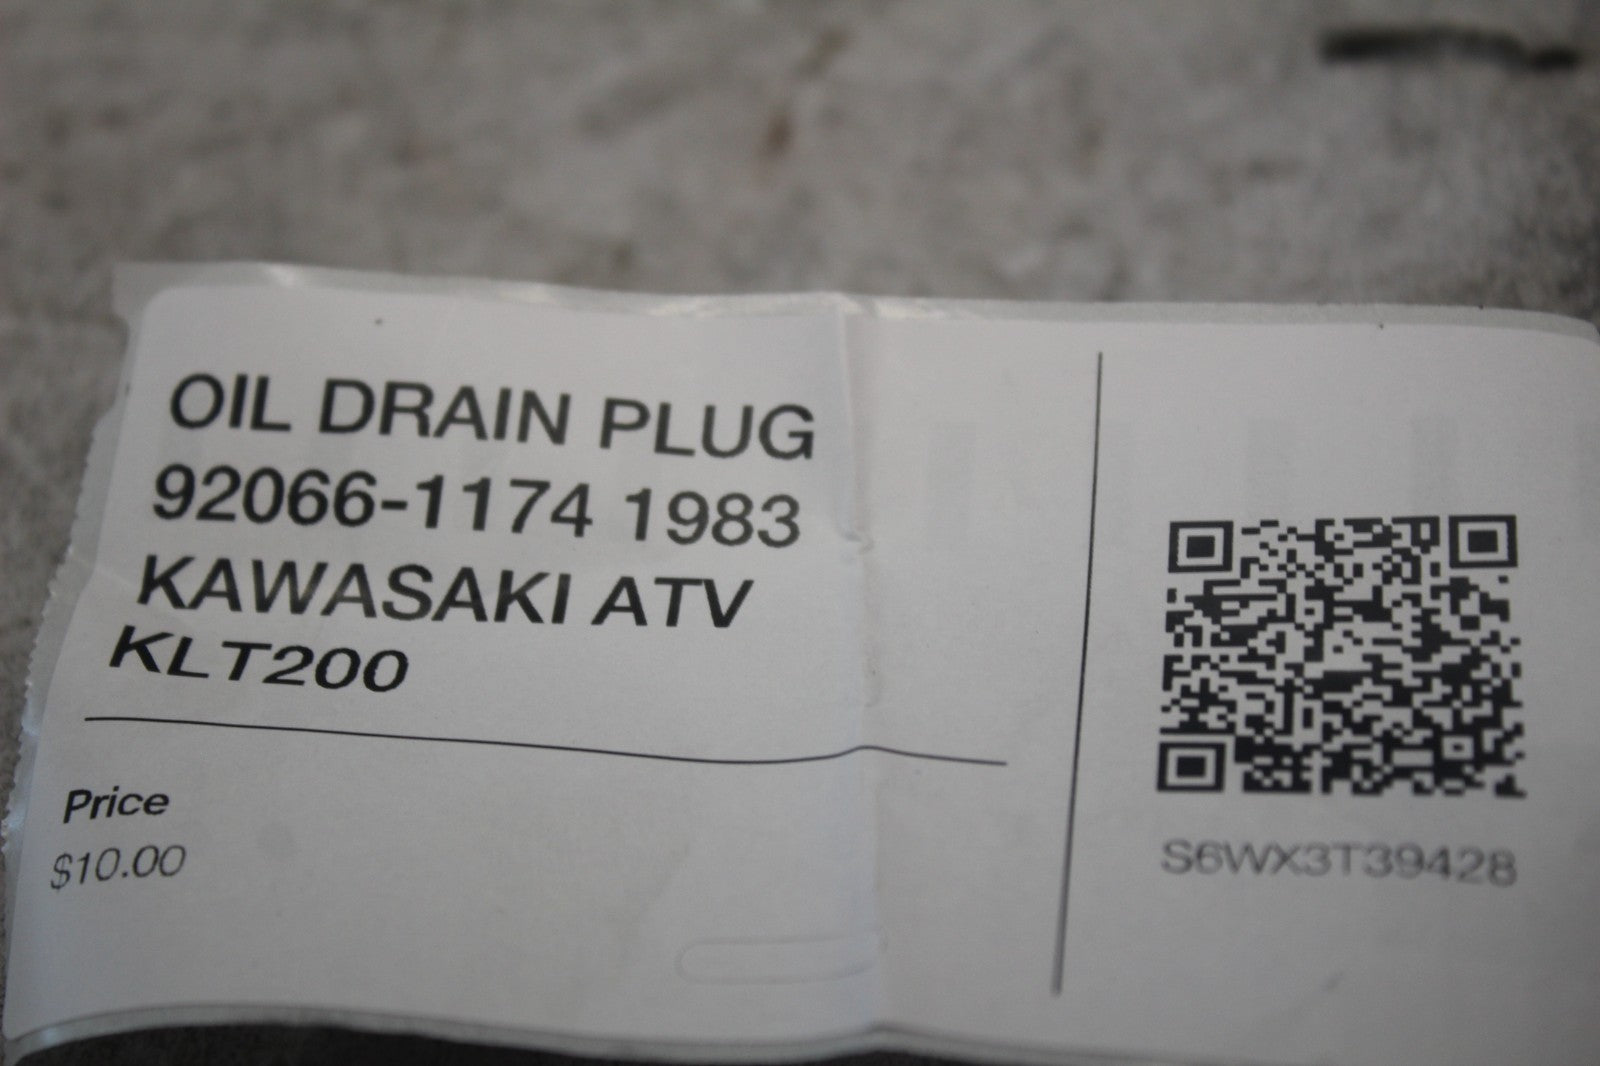 OIL DRAIN PLUG
92066-1174 1983
KAWASAKI ATV
KLT200
Price
$10.00
S6WX3T39428